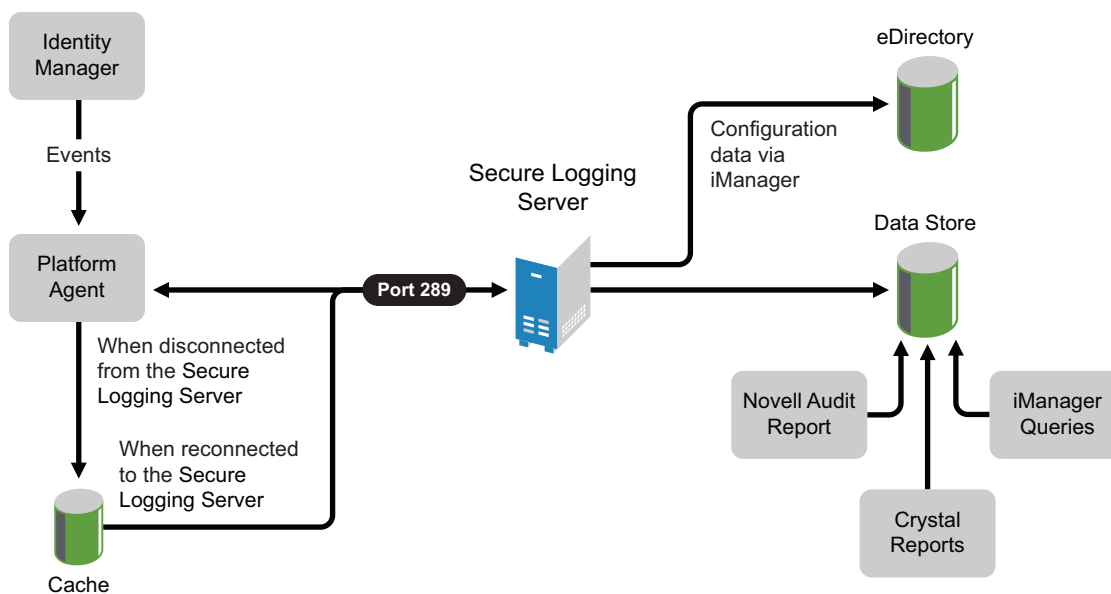 Identity
Manager
Events
Platform
Agent
When disconnected
from the Secure
Logging Server
When reconnected
to the Secure
Logging Server
Cache
Port 289
Secure Logging
Server
Configuration
data via
iManager
eDirectory
Data Store
Novell Audit
Report
iManager
Queries
Crystal
Reports